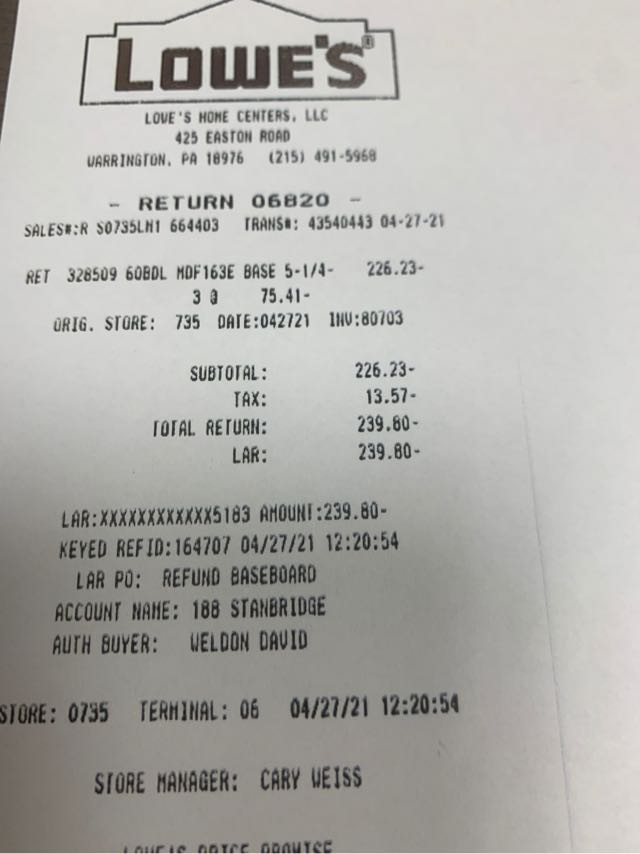 LOWE'S®
LOWE'S HOME CENTERS, LLC
425 EASTON ROAD
WARRINGTON, PA 18976 (215) 491-5968
- RETURN 06820 -
SALES#:R S0735LM1 664403 TRANS#: 43540443 04-27-21
RET 328509 60BDL MDF163E BASE 5-1/4- 226.23-
3 @ 75.41-
ORIG. STORE: 735 DATE:042721 INV:80703
SUBTOTAL: 226.23-
TAX: 13.57-
TOTAL RETURN: 239.80-
LAR: 239.80-
LAR:XXXXXXXXXXXX5183 AMOUNT:239.80-
KEYED REFID:164707 04/27/21 12:20:54
LAR PO: REFUND BASEBOARD
ACCOUNT NAME: 188 STANBRIDGE
AUTH BUYER: WELDON DAVID
STORE: 0735 TERMINAL: 06 04/27/21 12:20:54
STORE MANAGER: CARY WEISS
LOWE'S PRICE PROMISE